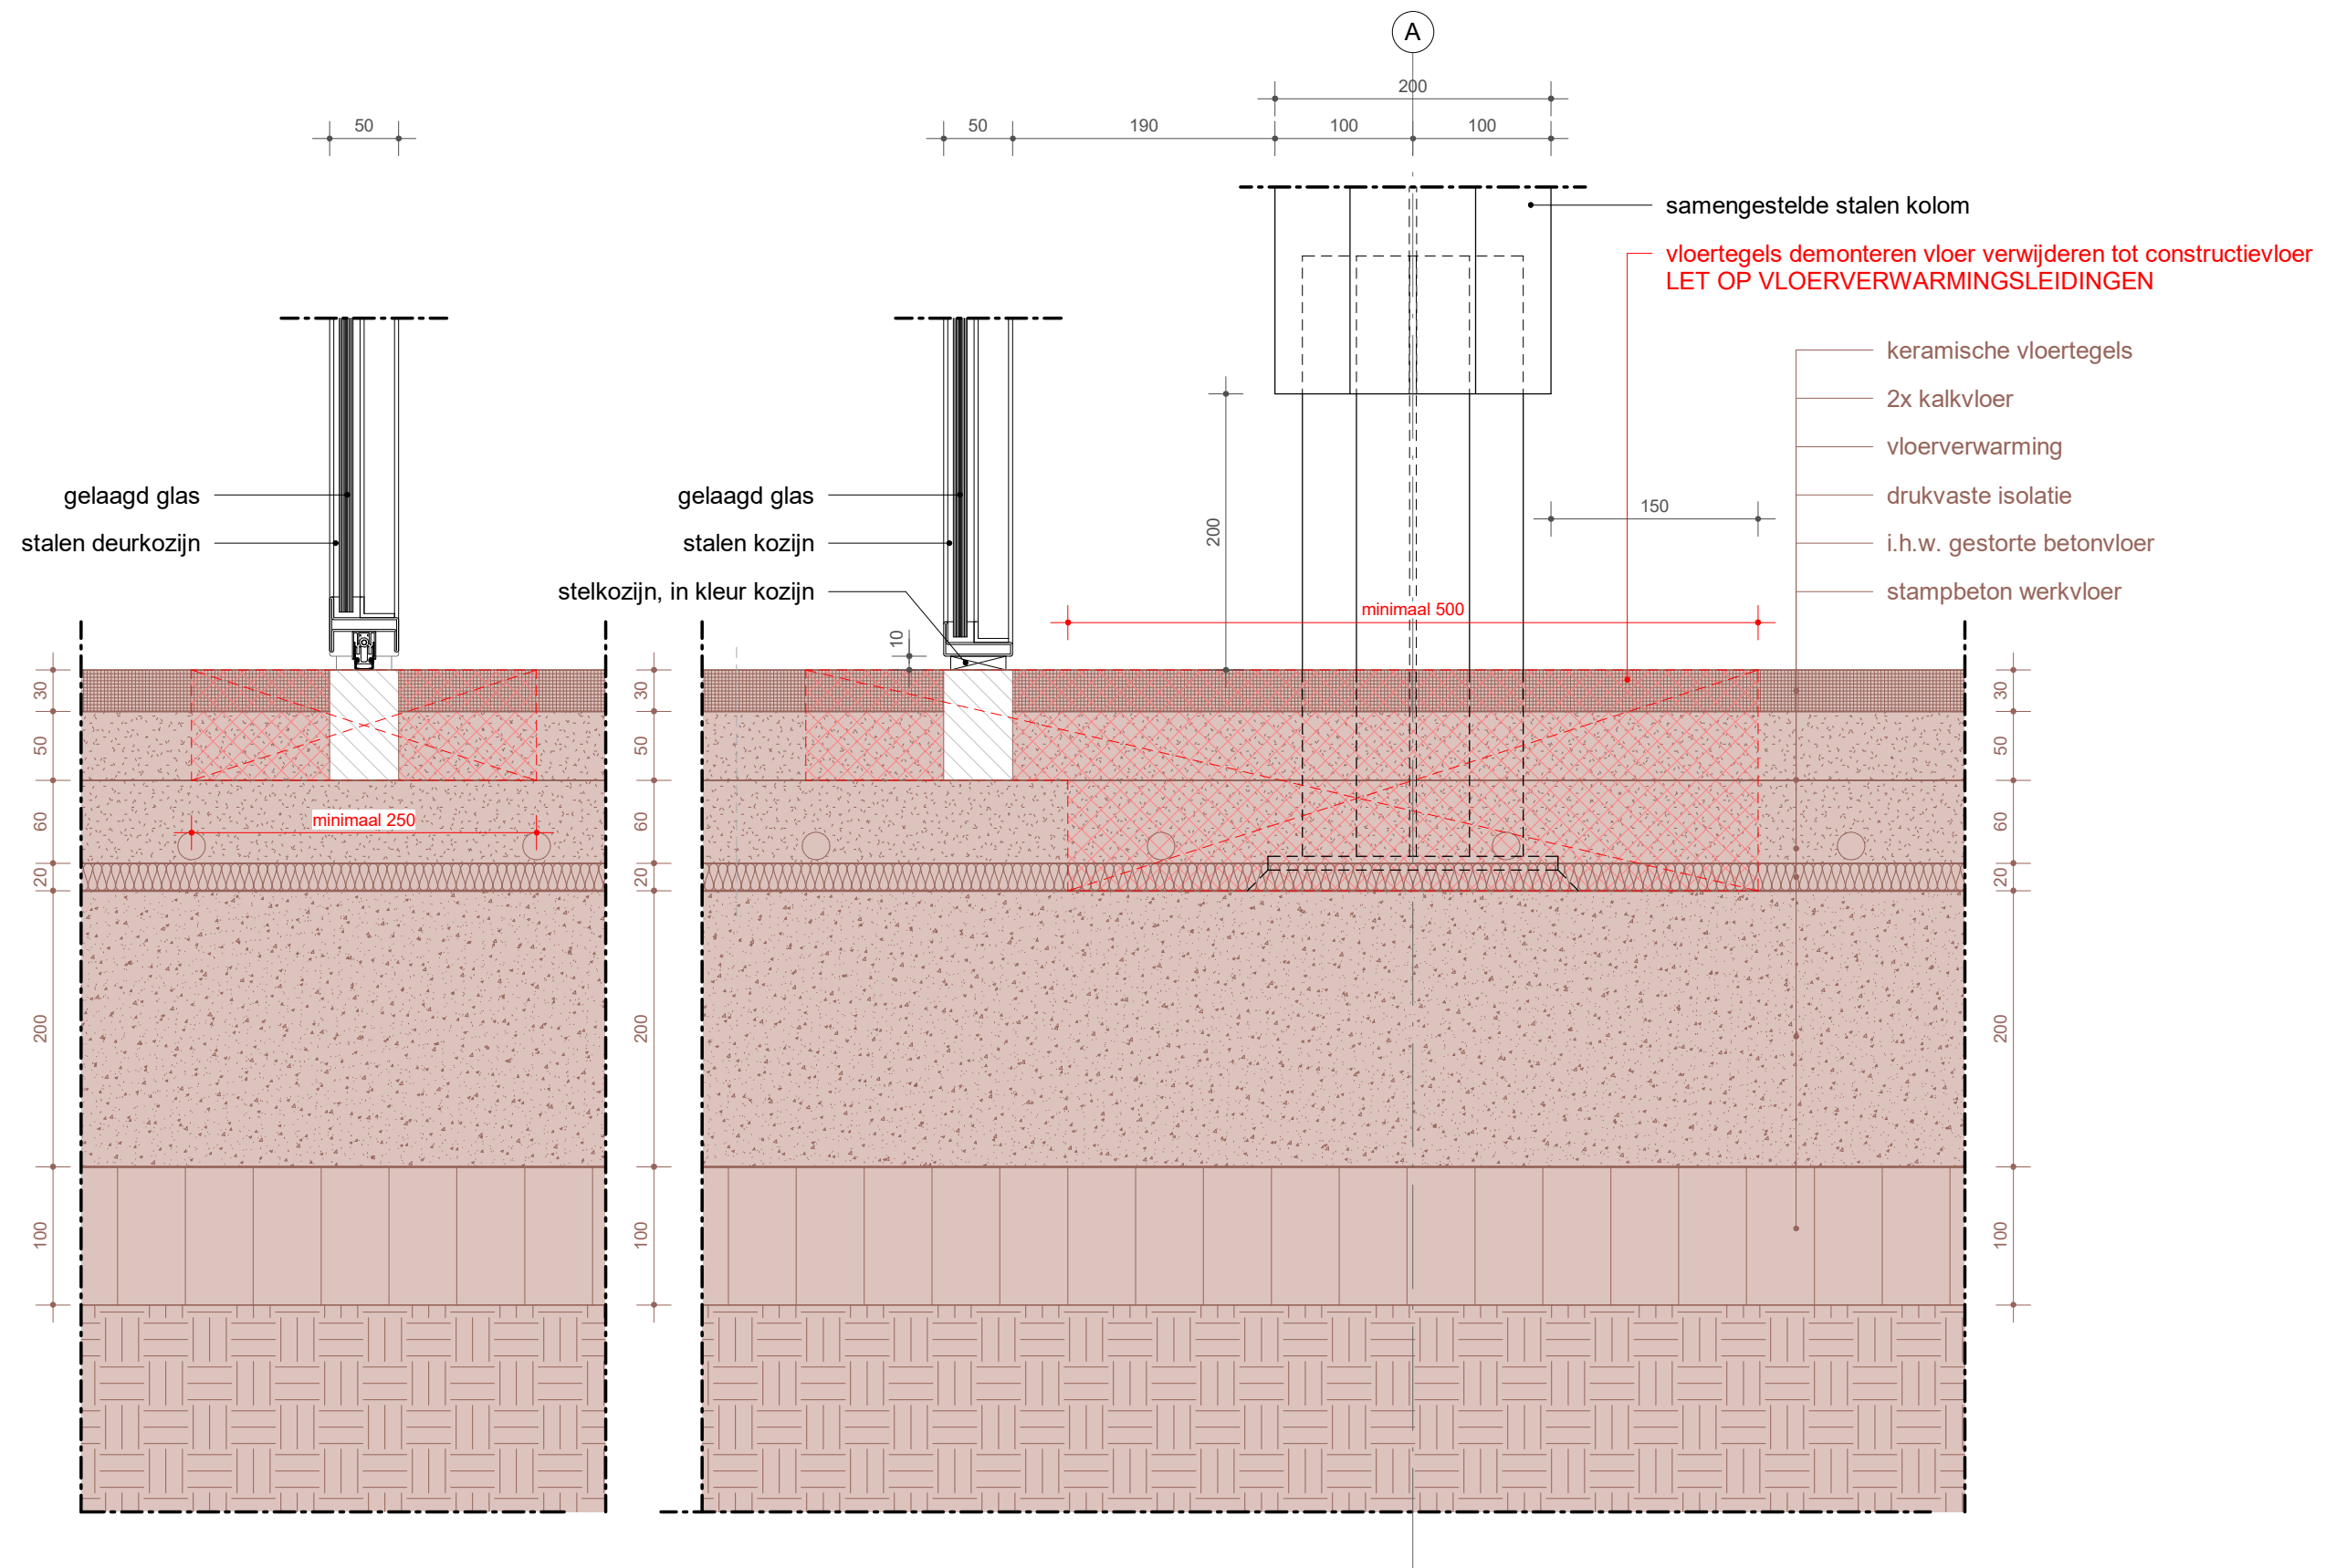 A
200
50
50
190
100
100
samengestelde stalen kolom
vloertegels demonteren vloer verwijderen tot constructievloer
LET OP VLOERVERWARMINGSLEIDINGEN
keramische vloertegels
2x kalkvloer
vloerverwarming
drukvaste isolatie
i.h.w. gestorte betonvloer
stampbeton werkvloer
gelaagd glas
stalen deurkozijn
gelaagd glas
stalen kozijn
stelkozijn, in kleur kozijn
200
150
minimaal 500
10
minimaal 250
30
50
60
20
200
100
30
50
60
20
200
100
30
50
60
20
200
100